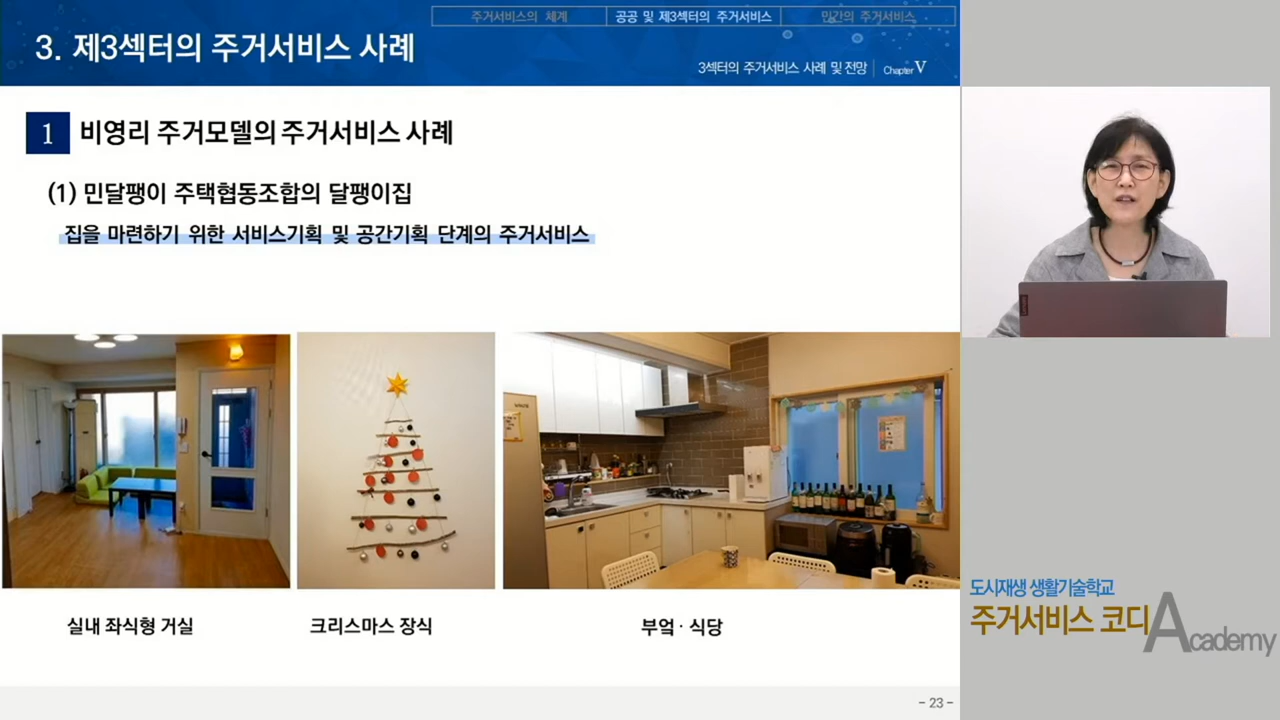 주거서비스의 체계
공공 및 제3섹터의 주거서비스
민간의 주거서비스
3. 제3섹터의 주거서비스 사례
3섹터의 주거서비스 사례 및 전망 | Chapter V
1 비영리 주거모델의 주거서비스 사례
(1) 민달팽이 주택협동조합의 달팽이집
집을 마련하기 위한 서비스기획 및 공간기획 단계의 주거서비스
실내 좌식형 거실
크리스마스 장식
부엌 · 식당
- 23 -
도시재생 생활기술학교
주거서비스 코디
Academy